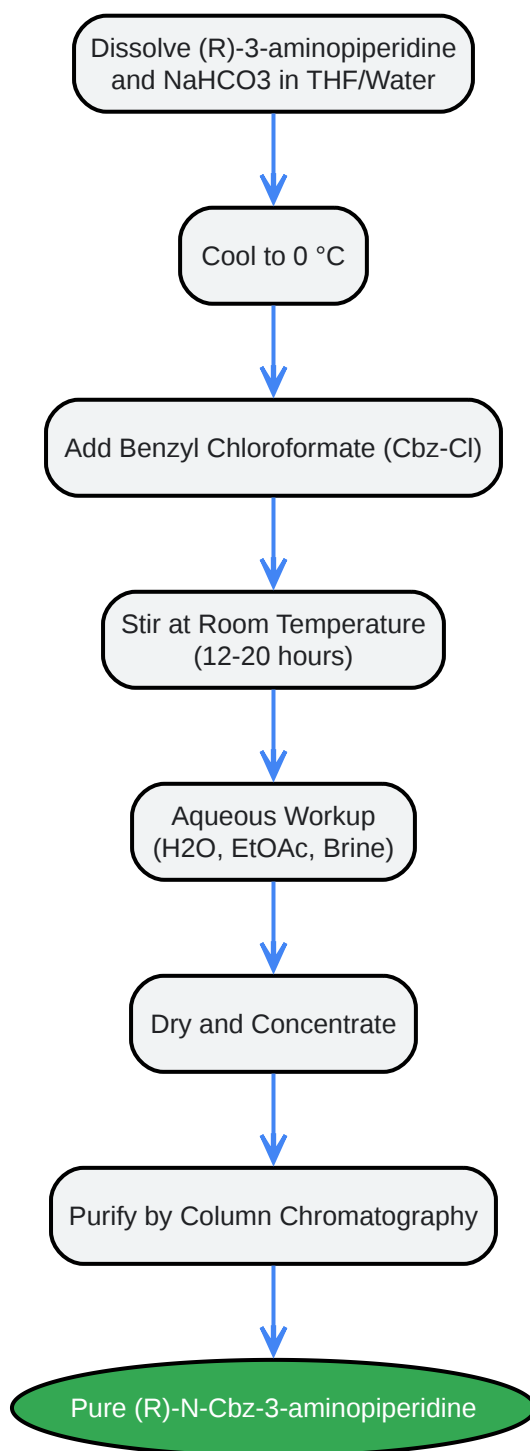 Dissolve (R)-3-aminopiperidine
and NaHCO3 in THF/Water
Cool to 0 °C
Add Benzyl Chloroformate (Cbz-Cl)
Stir at Room Temperature
(12-20 hours)
Aqueous Workup
(H2O, EtOAc, Brine)
Dry and Concentrate
Purify by Column Chromatography
Pure (R)-N-Cbz-3-aminopiperidine